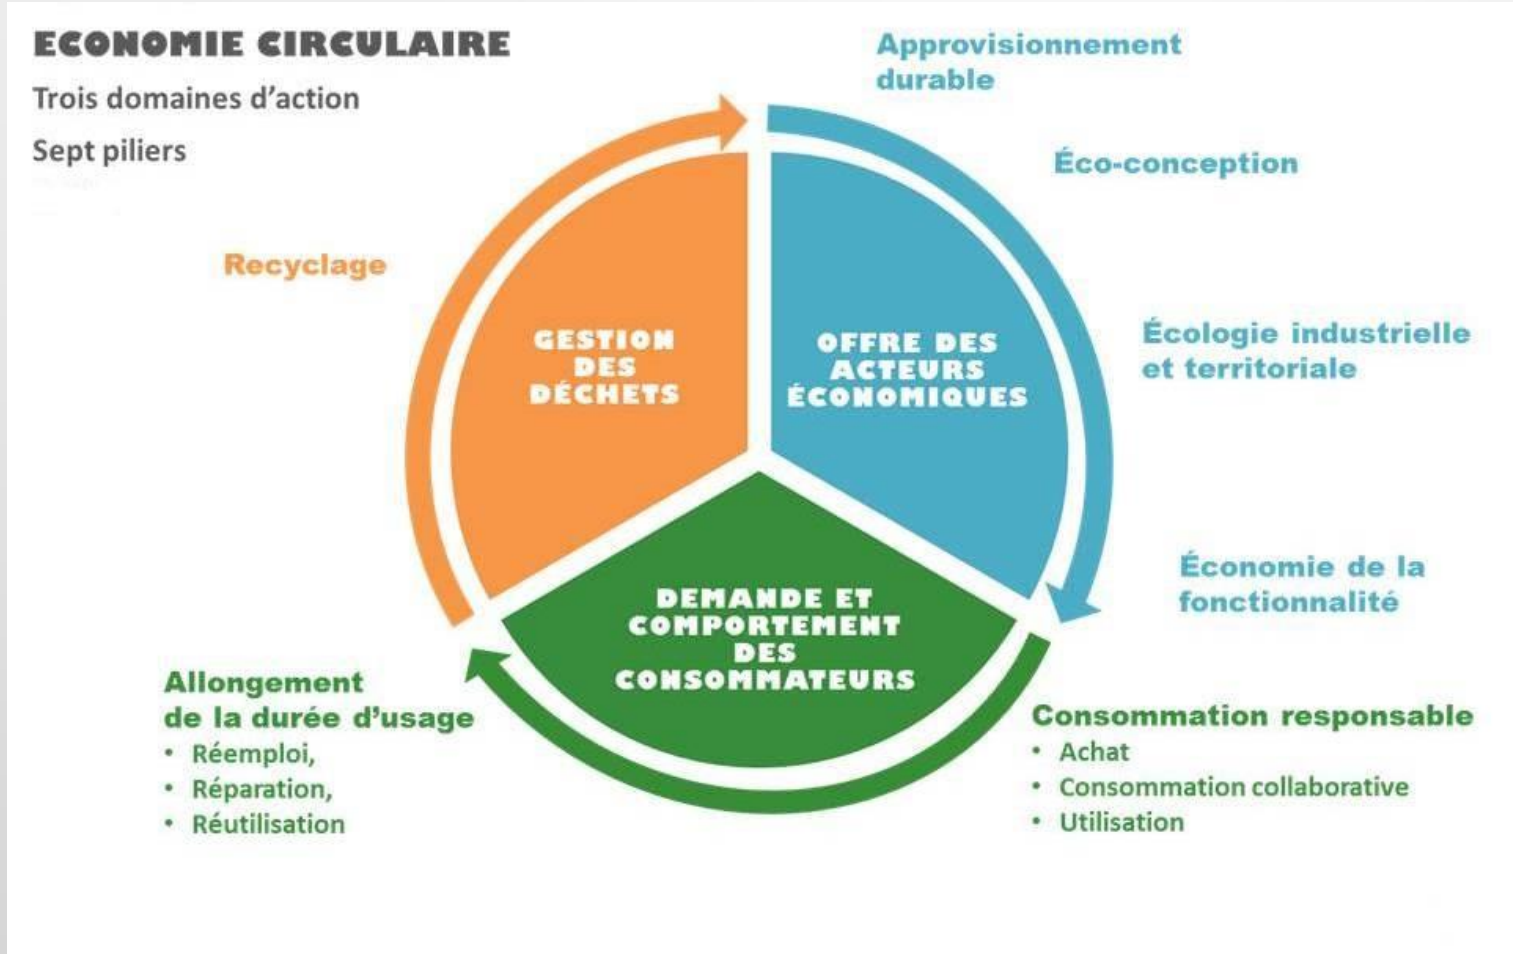 ECONOMIE CIRCULAIRE
Trois domaines d’action
Sept piliers
Approvisionnement
durable
Éco-conception
Écologie industrielle
et territoriale
Économie de la
fonctionnalité
OFFRE DES
ACTEURS
ÉCONOMIQUES
Consommation responsable
• Achat
• Consommation collaborative
• Utilisation
DEMANDE ET
COMPORTEMENT
DES
CONSOMMATEURS
Allongement
de la durée d’usage
• Réemploi,
• Réparation,
• Réutilisation
Recyclage
GESTION
DES
DÉCHETS